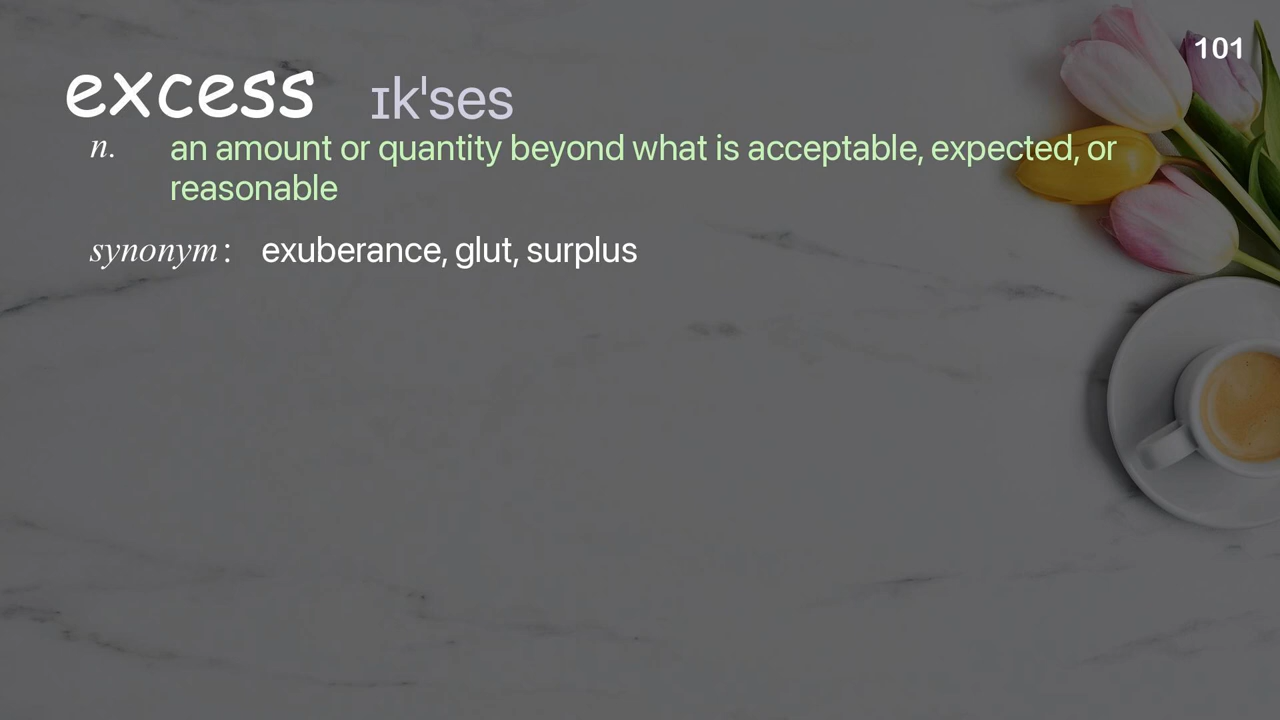 101
excess ɪk'ses
n. an amount or quantity beyond what is acceptable, expected, or
reasonable
synonym: exuberance, glut, surplus